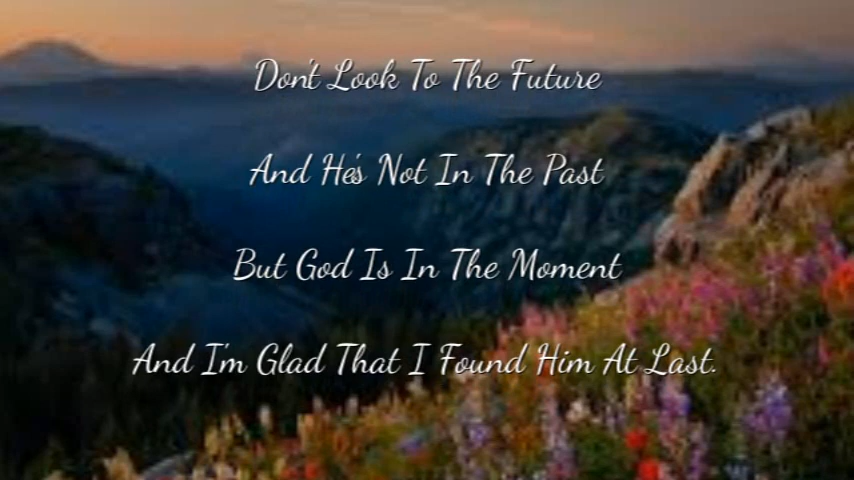 Don't Look To The Future
And He's Not In The Past
But God Is In The Moment
And I'm Glad That I Found Him At Last.